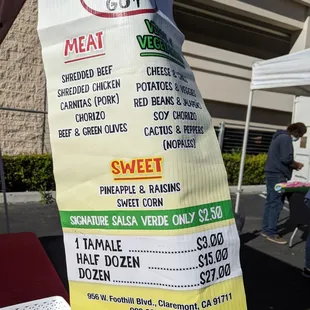 GUY
MEAT
SHREDDED BEEF
SHREDDED CHICKEN
CARNITAS (PORK)
CHORIZO
BEEF & GREEN OLIVES
CHEESE &
POTATOES &
RED BEANS &
SOY CHORIZO
CACTUS & PEPPERS
(NOPALES)
SWEET
PINEAPPLE & RAISINS
SWEET CORN
SIGNATURE SALSA VERDE ONLY $2.50
1 TAMALE $3.00
HALF DOZEN $15.00
DOZEN $27.00
956 W. Foothill Blvd., Claremont, CA 91711